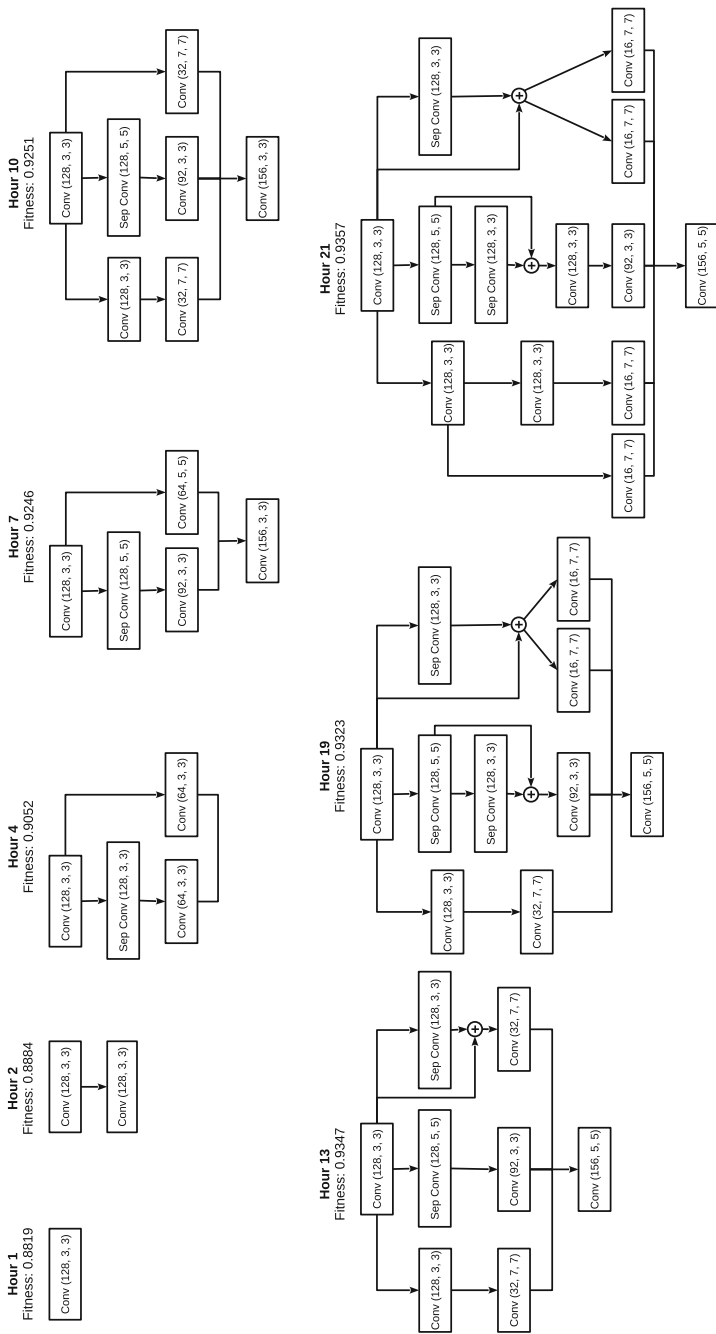 Hour 1
Fitness: 0.8819
Conv (128, 3, 3)
Hour 2
Fitness: 0.8884
Conv (128, 3, 3)
Conv (128, 3, 3)
Hour 4
Fitness: 0.9052
Conv (128, 3, 3)
Sep Conv (128, 3, 3)
Conv (64, 3, 3)
Conv (64, 3, 3)
Hour 7
Fitness: 0.9246
Conv (128, 3, 3)
Sep Conv (128, 5, 5)
Conv (92, 3, 3)
Conv (64, 5, 5)
Conv (156, 3, 3)
Hour 10
Fitness: 0.9251
Conv (128, 3, 3)
Conv (128, 3, 3)
Sep Conv (128, 5, 5)
Conv (32, 7, 7)
Conv (92, 3, 3)
Conv (32, 7, 7)
Conv (156, 3, 3)
Hour 13
Fitness: 0.9347
Conv (128, 3, 3)
Conv (128, 3, 3)
Sep Conv (128, 5, 5)
Sep Conv (128, 3, 3)
Conv (32, 7, 7)
Conv (92, 3, 3)
Conv (32, 7, 7)
Conv (156, 5, 5)
Hour 19
Fitness: 0.9323
Conv (128, 3, 3)
Conv (128, 3, 3)
Sep Conv (128, 5, 5)
Sep Conv (128, 3, 3)
Sep Conv (128, 3, 3)
Conv (32, 7, 7)
Conv (92, 3, 3)
Conv (16, 7, 7)
Conv (16, 7, 7)
Conv (156, 5, 5)
Hour 21
Fitness: 0.9357
Conv (128, 3, 3)
Conv (128, 3, 3)
Sep Conv (128, 5, 5)
Sep Conv (128, 3, 3)
Sep Conv (128, 3, 3)
Conv (128, 3, 3)
Conv (128, 3, 3)
Conv (16, 7, 7)
Conv (16, 7, 7)
Conv (92, 3, 3)
Conv (16, 7, 7)
Conv (16, 7, 7)
Conv (156, 5, 5)